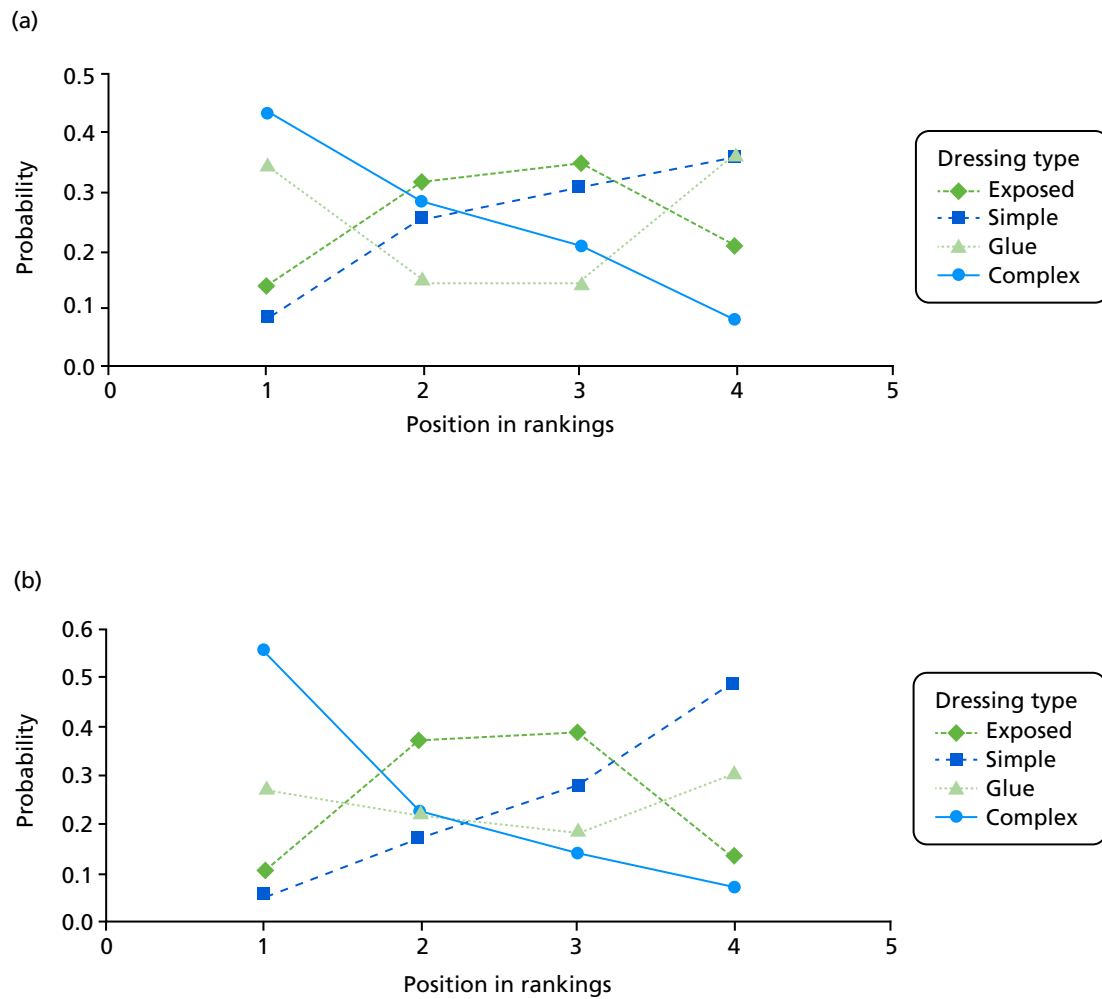 (a)
0.5
0.4
0.3
0.2
0.1
0.0
Probability
0
1
2
3
4
5
Position in rankings
Dressing type
Exposed
Simple
Glue
Complex
(b)
0.6
0.5
0.4
0.3
0.2
0.1
0.0
Probability
0
1
2
3
4
5
Position in rankings
Dressing type
Exposed
Simple
Glue
Complex